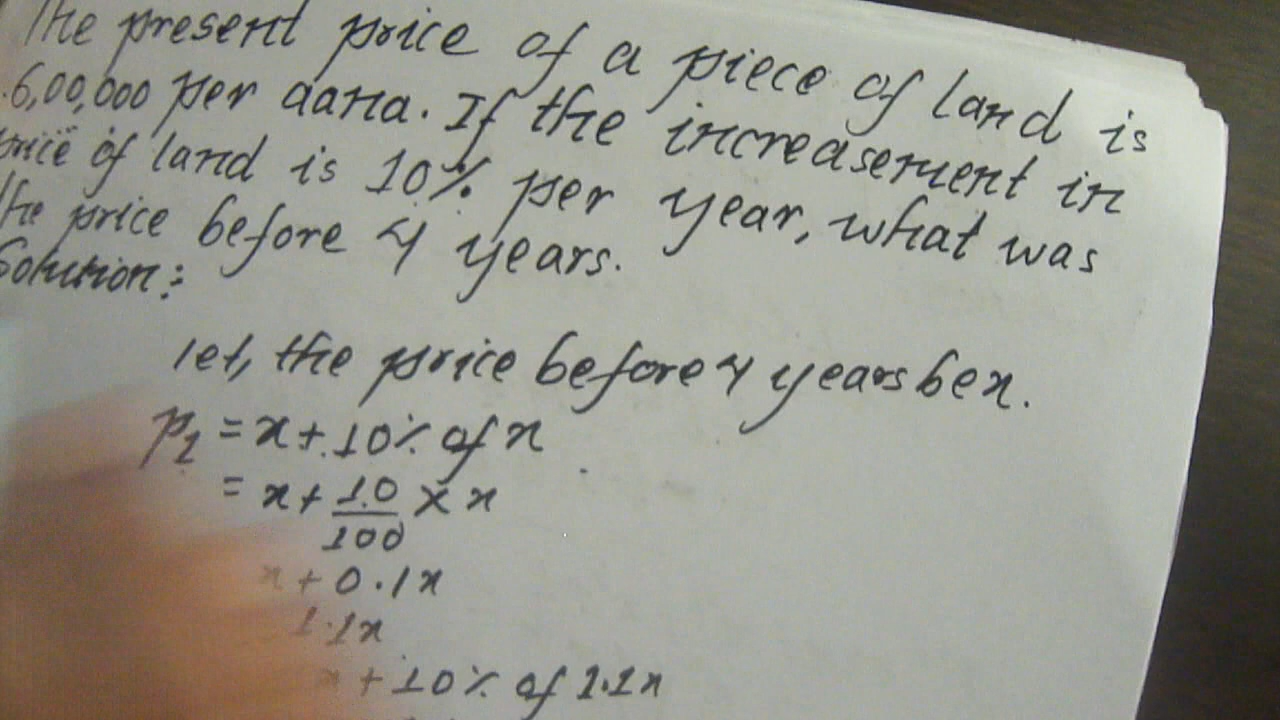 The present price of a piece of land is
6,00,000 per aana. If the increasement in
price of land is 10% per year, what was
the price before 4 years.
Solution:
let, the price before 4 years be x.
P1 = x + 10% of x
= x + 10/100 × x
x + 0.1x
1.1x
+ 10% of 1.1x